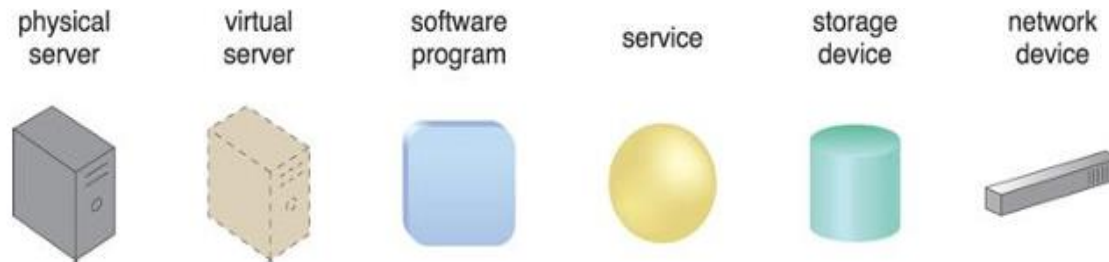 physical
server
virtual
server
software
program
service
storage
device
network
device